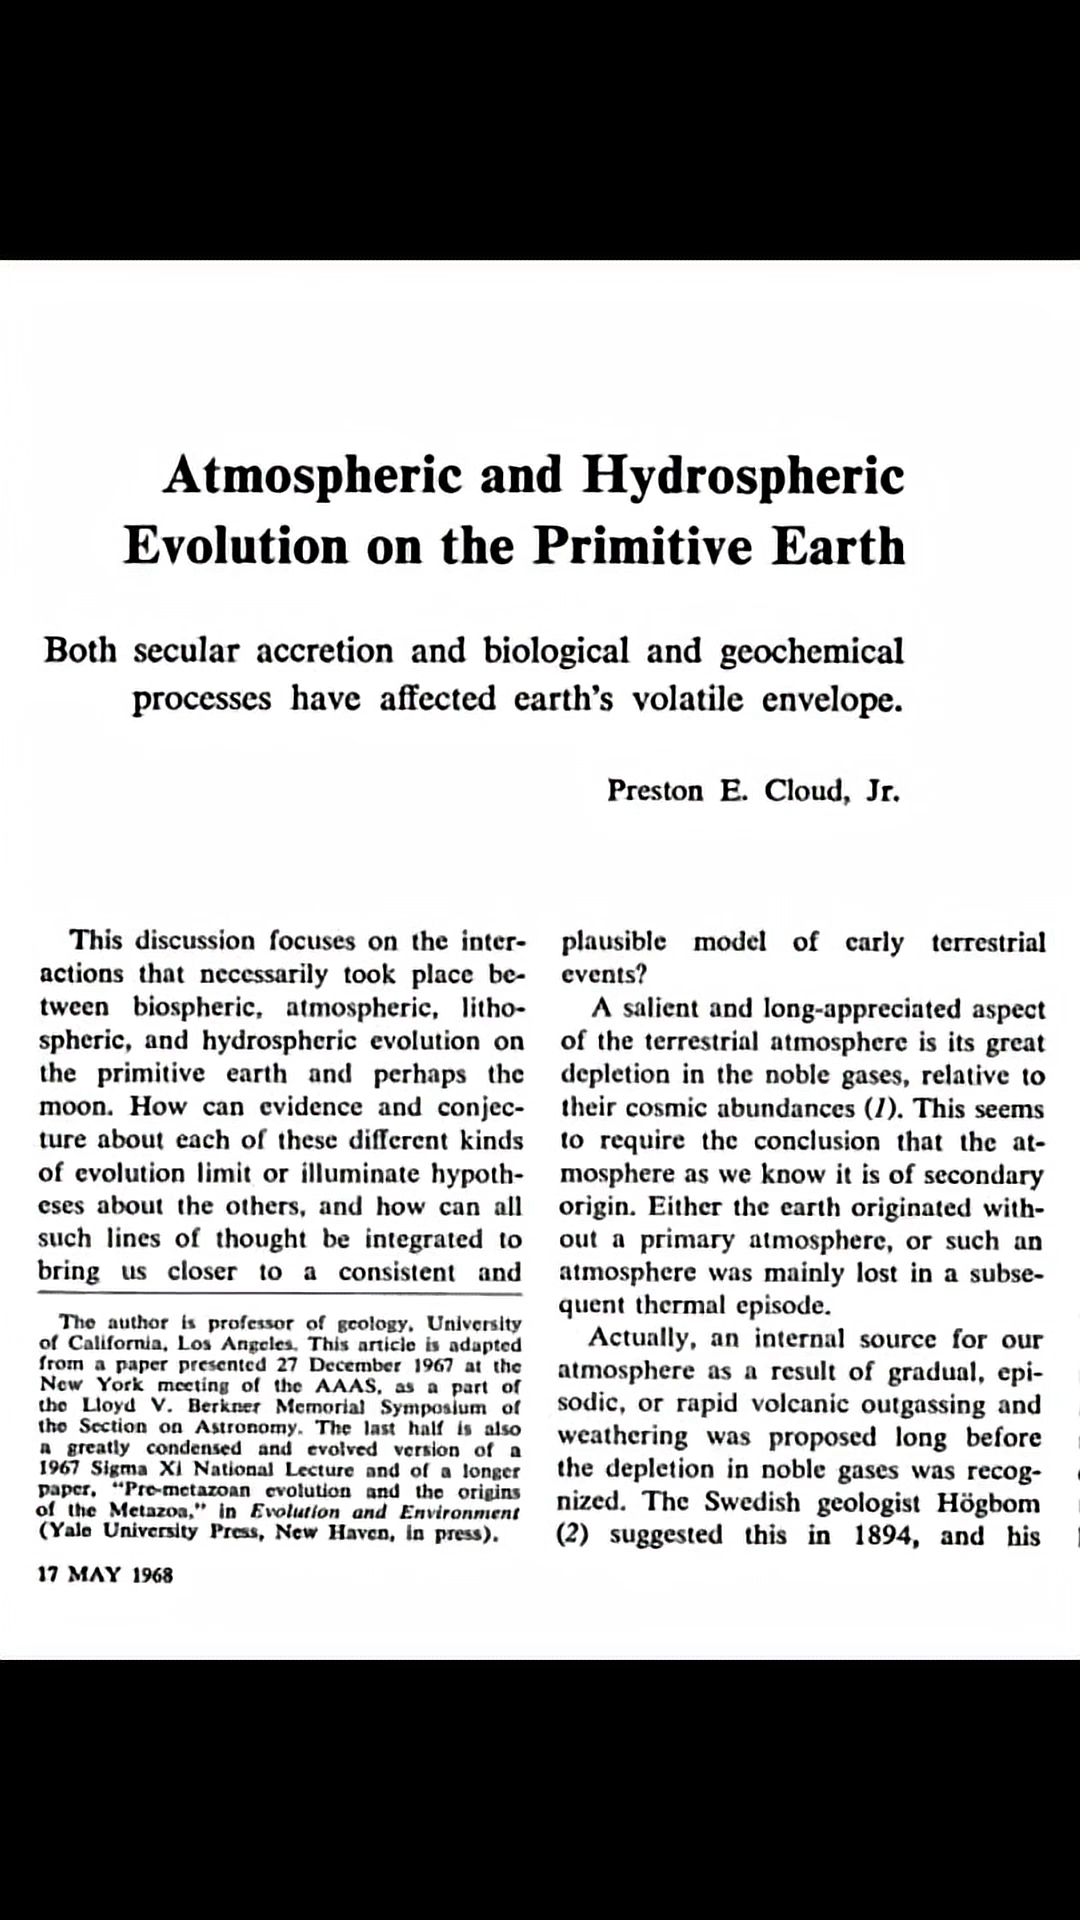 Atmospheric and Hydrospheric
Evolution on the Primitive Earth
Both secular accretion and biological and geochemical
processes have affected earth's volatile envelope.
Preston E. Cloud, Jr.
This discussion focuses on the inter-
actions that necessarily took place be-
tween biospheric, atmospheric, litho-
spheric, and hydrospheric evolution on
the primitive earth and perhaps the
moon. How can evidence and conjec-
ture about each of these different kinds
of evolution limit or illuminate hypoth-
eses about the others, and how can all
such lines of thought be integrated to
bring us closer to a consistent and
The author is professor of geology, University
of California, Los Angeles. This article is adapted
from a paper presented 27 December 1967 at the
New York meeting of the AAAS, as a part of
the Lloyd V. Berkner Memorial Symposium of
the Section on Astronomy. The last half is also
a greatly condensed and evolved version of a
1967 Sigma Xi National Lecture and of a longer
paper, "Pre-metazoan evolution and the origins
of the Metazoa," in Evolution and Environment
(Yale University Press, New Haven, in press).
17 MAY 1968
plausible model of early terrestrial
events?
A salient and long-appreciated aspect
of the terrestrial atmosphere is its great
depletion in the noble gases, relative to
their cosmic abundances (1). This seems
to require the conclusion that the at-
mosphere as we know it is of secondary
origin. Either the earth originated with-
out a primary atmosphere, or such an
atmosphere was mainly lost in a subse-
quent thermal episode.
Actually, an internal source for our
atmosphere as a result of gradual, epi-
sodic, or rapid volcanic outgassing and
weathering was proposed long before
the depletion in noble gases was recog-
nized. The Swedish geologist Högbom
(2) suggested this in 1894, and his